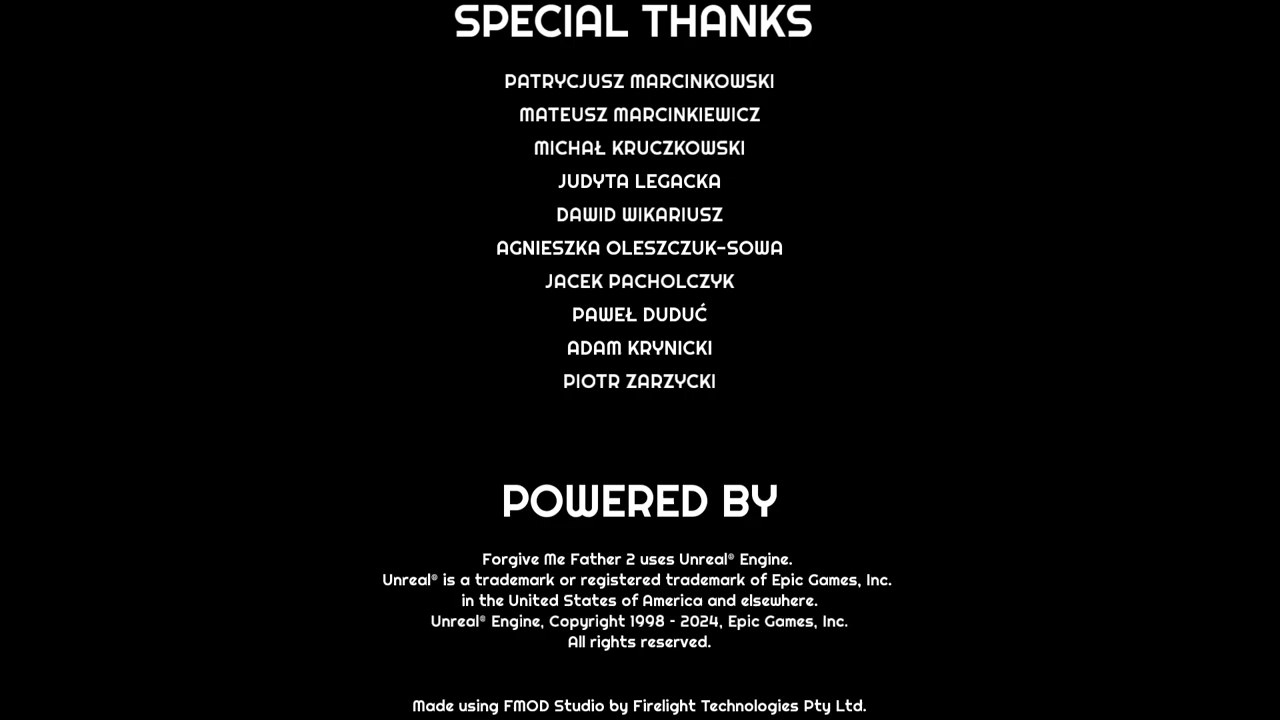 SPECIAL THANKS
PATRYCJUSZ MARCINKOWSKI
MATEUSZ MARCINKIEWICZ
MICHAŁ KRUCZKOWSKI
JUDYTA LEGACKA
DAWID WIKARIUSZ
AGNIESZKA OLESZCZUK-SOWA
JACEK PACHOLCZYK
PAWEŁ DUDUĆ
ADAM KRYNICKI
PIOTR ZARZYCKI
POWERED BY
Forgive Me Father 2 uses Unreal® Engine.
Unreal® is a trademark or registered trademark of Epic Games, Inc.
in the United States of America and elsewhere.
Unreal® Engine, Copyright 1998 - 2024, Epic Games, Inc.
All rights reserved.
Made using FMOD Studio by Firelight Technologies Pty Ltd.